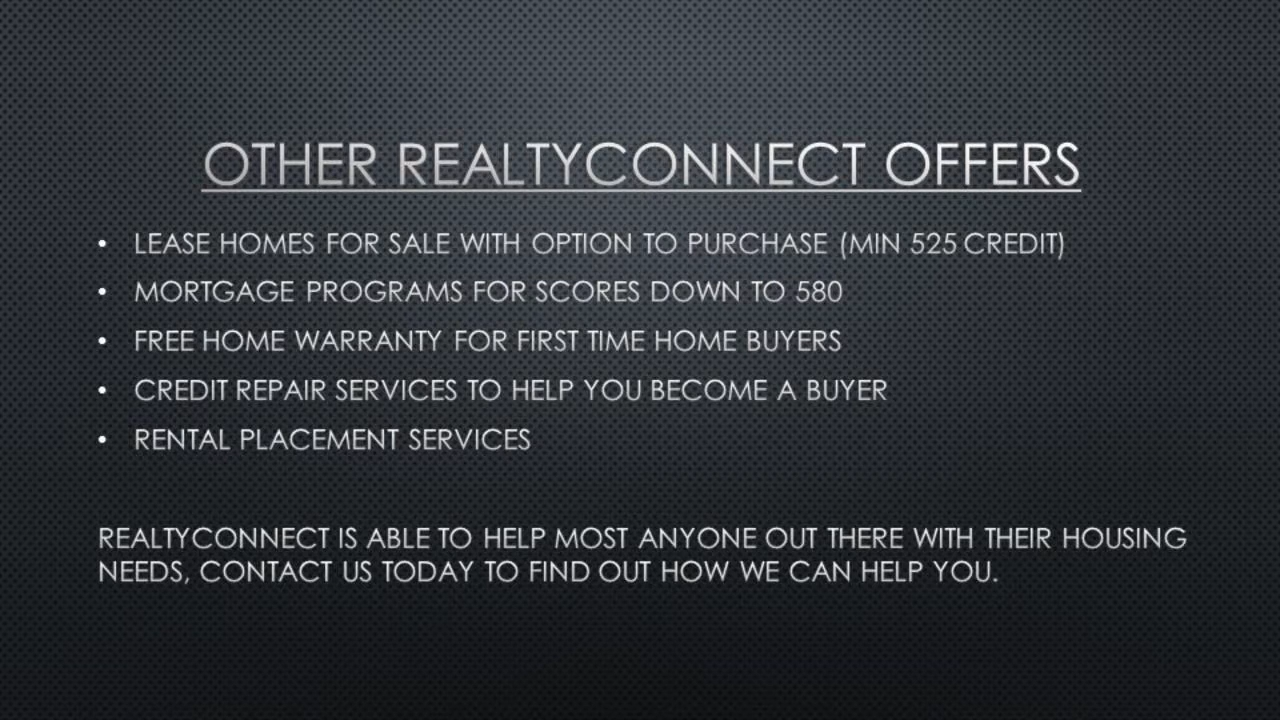 OTHER REALTYCONNECT OFFERS
• LEASE HOMES FOR SALE WITH OPTION TO PURCHASE (MIN 525 CREDIT)
• MORTGAGE PROGRAMS FOR SCORES DOWN TO 580
• FREE HOME WARRANTY FOR FIRST TIME HOME BUYERS
• CREDIT REPAIR SERVICES TO HELP YOU BECOME A BUYER
• RENTAL PLACEMENT SERVICES
REALTYCONNECT IS ABLE TO HELP MOST ANYONE OUT THERE WITH THEIR HOUSING
NEEDS, CONTACT US TODAY TO FIND OUT HOW WE CAN HELP YOU.